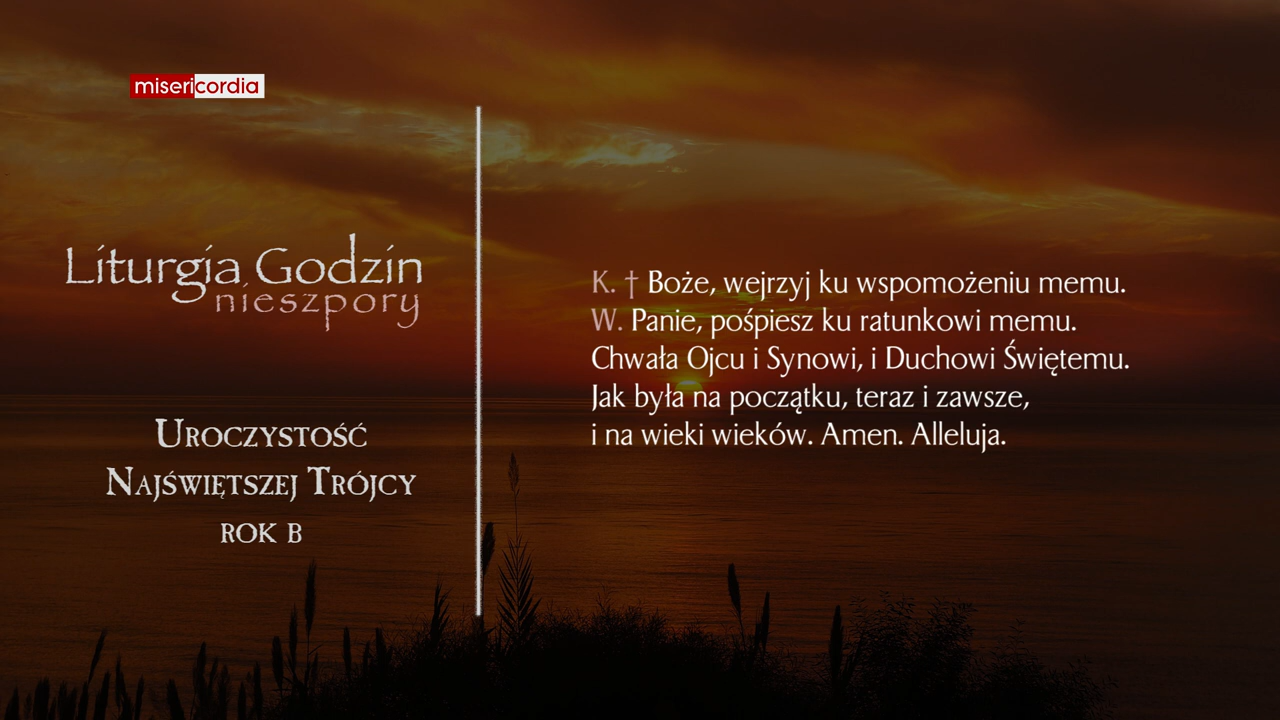 misericordia
Liturgia Godzin
nieszpory
Uroczystość
Najświętszej Trójcy
rok B
K. † Boże, wejrzyj ku wspomożeniu memu.
W. Panie, pośpiesz ku ratunkowi memu.
Chwała Ojcu i Synowi, i Duchowi Świętemu.
Jak była na początku, teraz i zawsze,
i na wieki wieków. Amen. Alleluja.